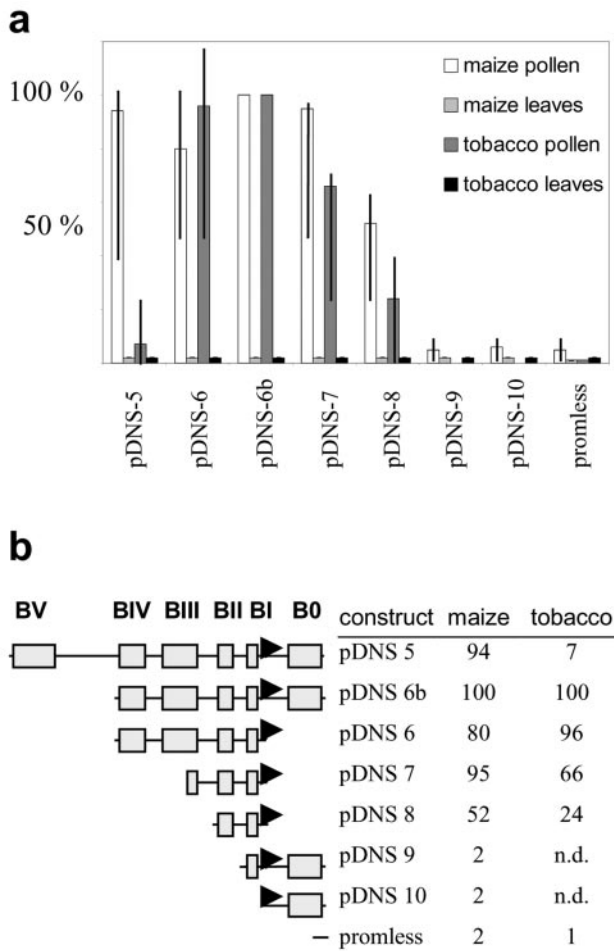 a
100 %
50 %
maize pollen
maize leaves
tobacco pollen
tobacco leaves
pDNS-5
pDNS-6
pDNS-6b
pDNS-7
pDNS-8
pDNS-9
pDNS-10
promless
b
BV BIV BIII BII BI B0
construct maize tobacco
pDNS 5 94 7
pDNS 6b 100 100
pDNS 6 80 96
pDNS 7 95 66
pDNS 8 52 24
pDNS 9 2 n.d.
pDNS 10 2 n.d.
promless 2 1